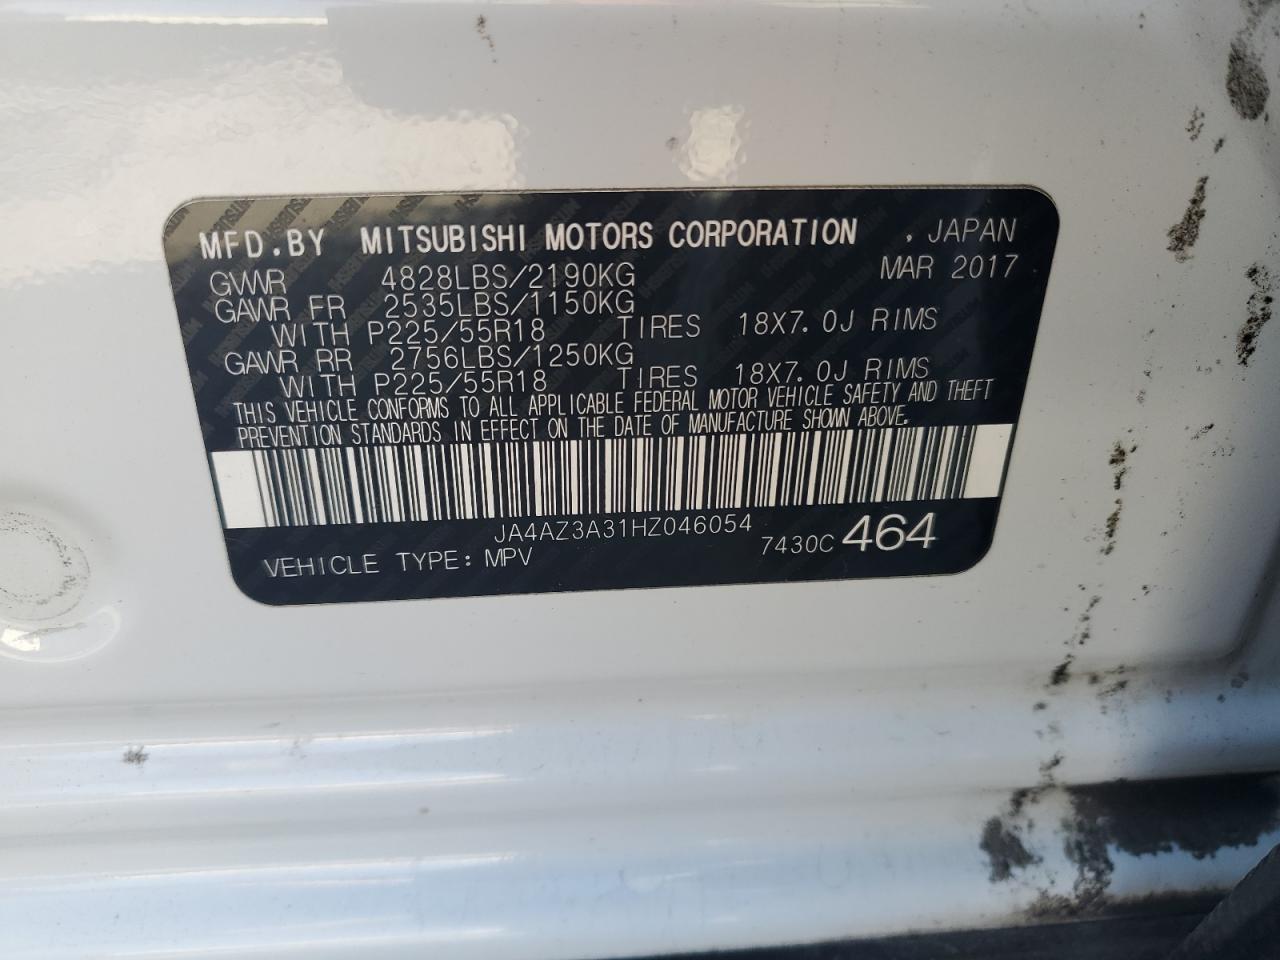 MFD.BY MITSUBISHI MOTORS CORPORATION , JAPAN
GVWR 4828LBS/2190KG MAR 2017
GAWR FR 2535LBS/1150KG
WITH P225/55R18 TIRES 18X7.0J RIMS
GAWR RR 2756LBS/1250KG
WITH P225/55R18 TIRES 18X7.0J RIMS
THIS VEHICLE CONFORMS TO ALL APPLICABLE FEDERAL MOTOR VEHICLE SAFETY AND THEFT
PREVENTION STANDARDS IN EFFECT ON THE DATE OF MANUFACTURE SHOWN ABOVE.
JA4AZ3A31HZ046054
VEHICLE TYPE: MPV 7430C 464